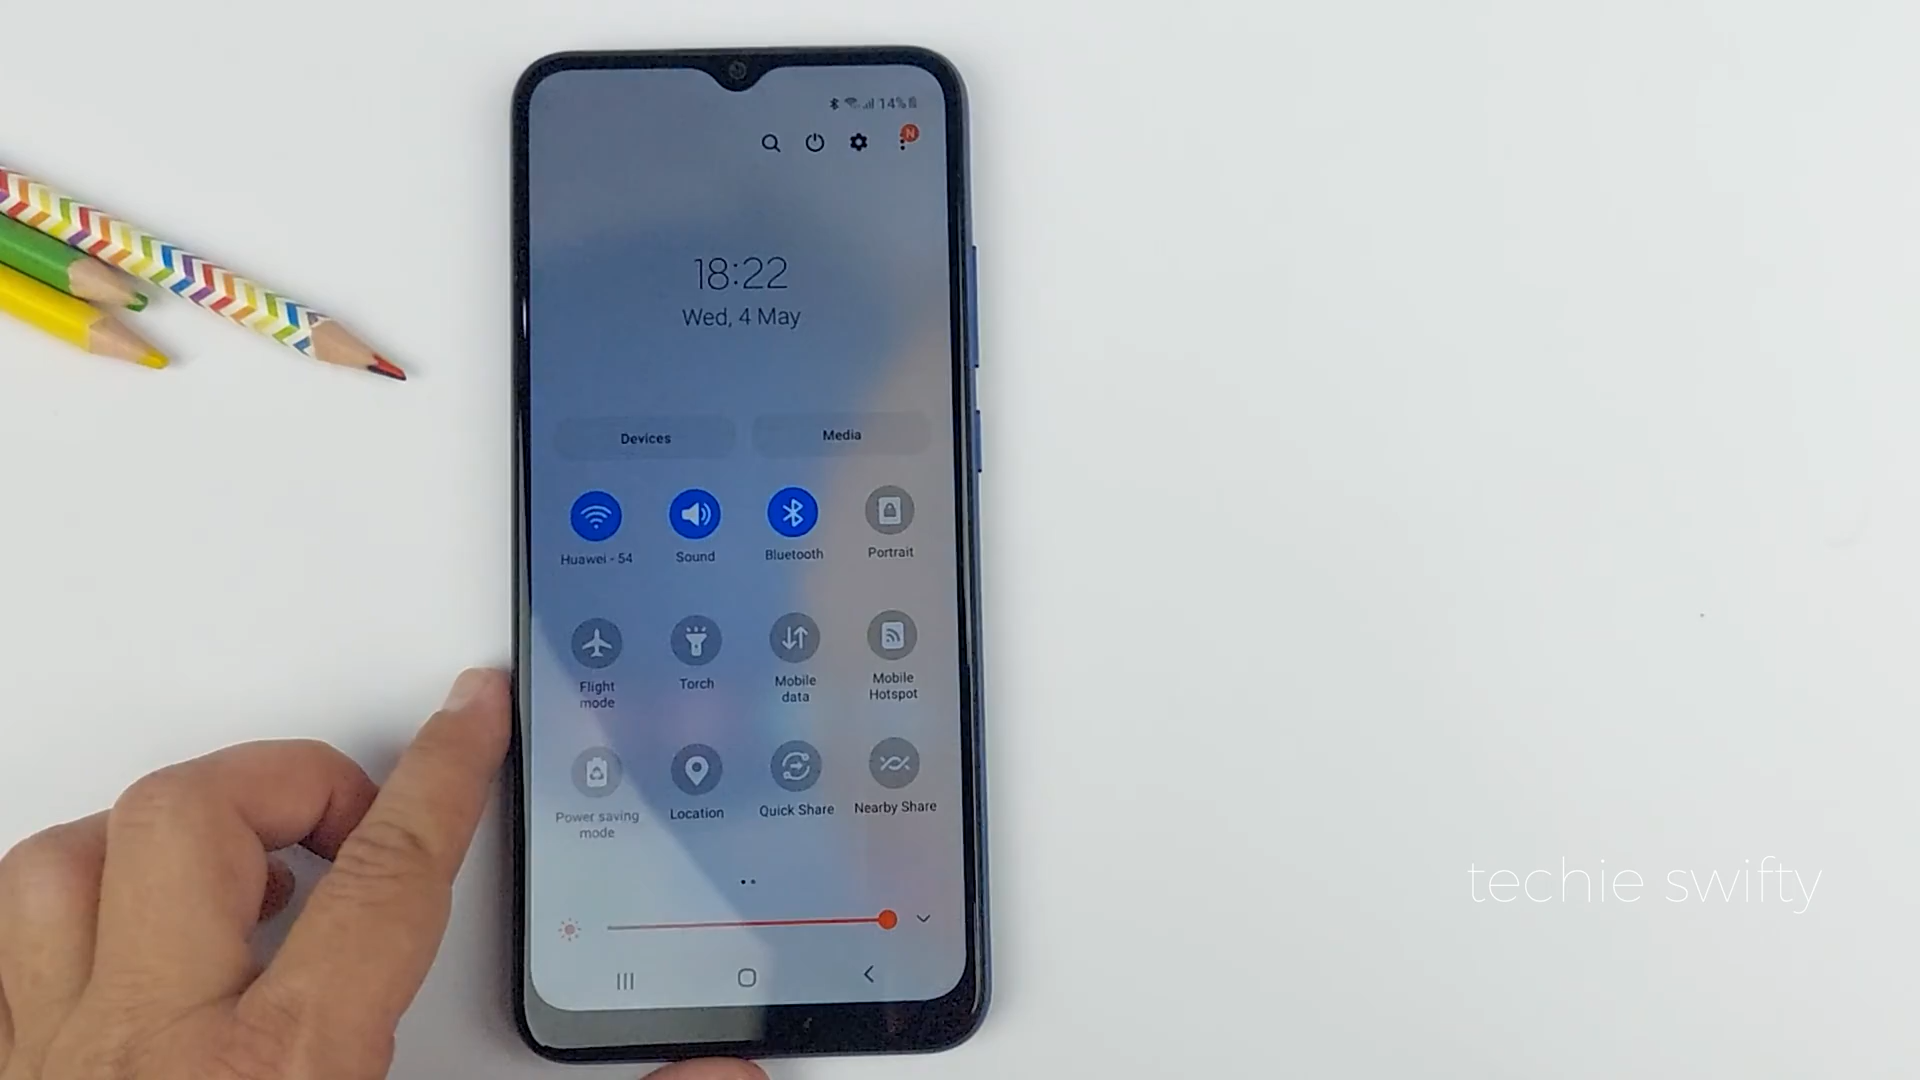 14%
N
18:22
Wed, 4 May
Devices
Media
Huawei - 54
Sound
Bluetooth
Portrait
Flight
mode
Torch
Mobile
data
Mobile
Hotspot
Power saving
mode
Location
Quick Share
Nearby Share
techie swifty